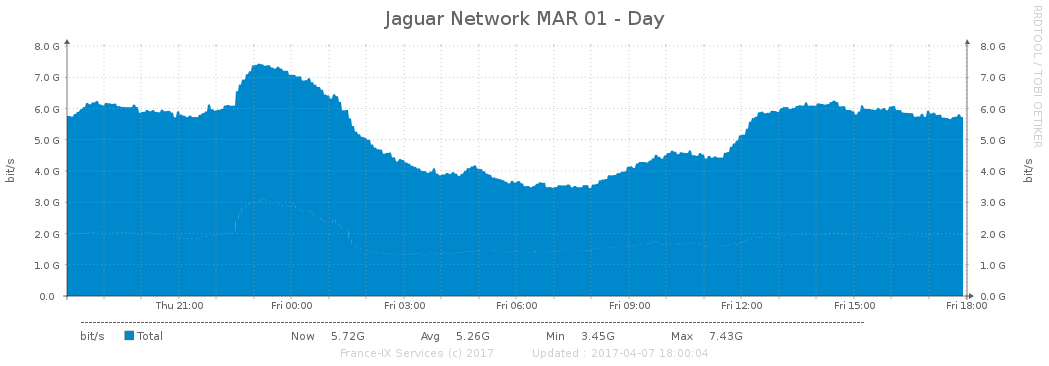 Jaguar Network MAR 01 - Day
RRDTOOL / TOBI OETIKER
bit/s
8.0 G
7.0 G
6.0 G
5.0 G
4.0 G
3.0 G
2.0 G
1.0 G
0.0
8.0 G
7.0 G
6.0 G
5.0 G
4.0 G
3.0 G
2.0 G
1.0 G
0.0 G
bit/s
Thu 21:00 Fri 00:00 Fri 03:00 Fri 06:00 Fri 09:00 Fri 12:00 Fri 15:00 Fri 18:00
bit/s Total Now 5.72G Avg 5.26G Min 3.45G Max 7.43G
France-IX Services (c) 2017 Updated : 2017-04-07 18:00:04